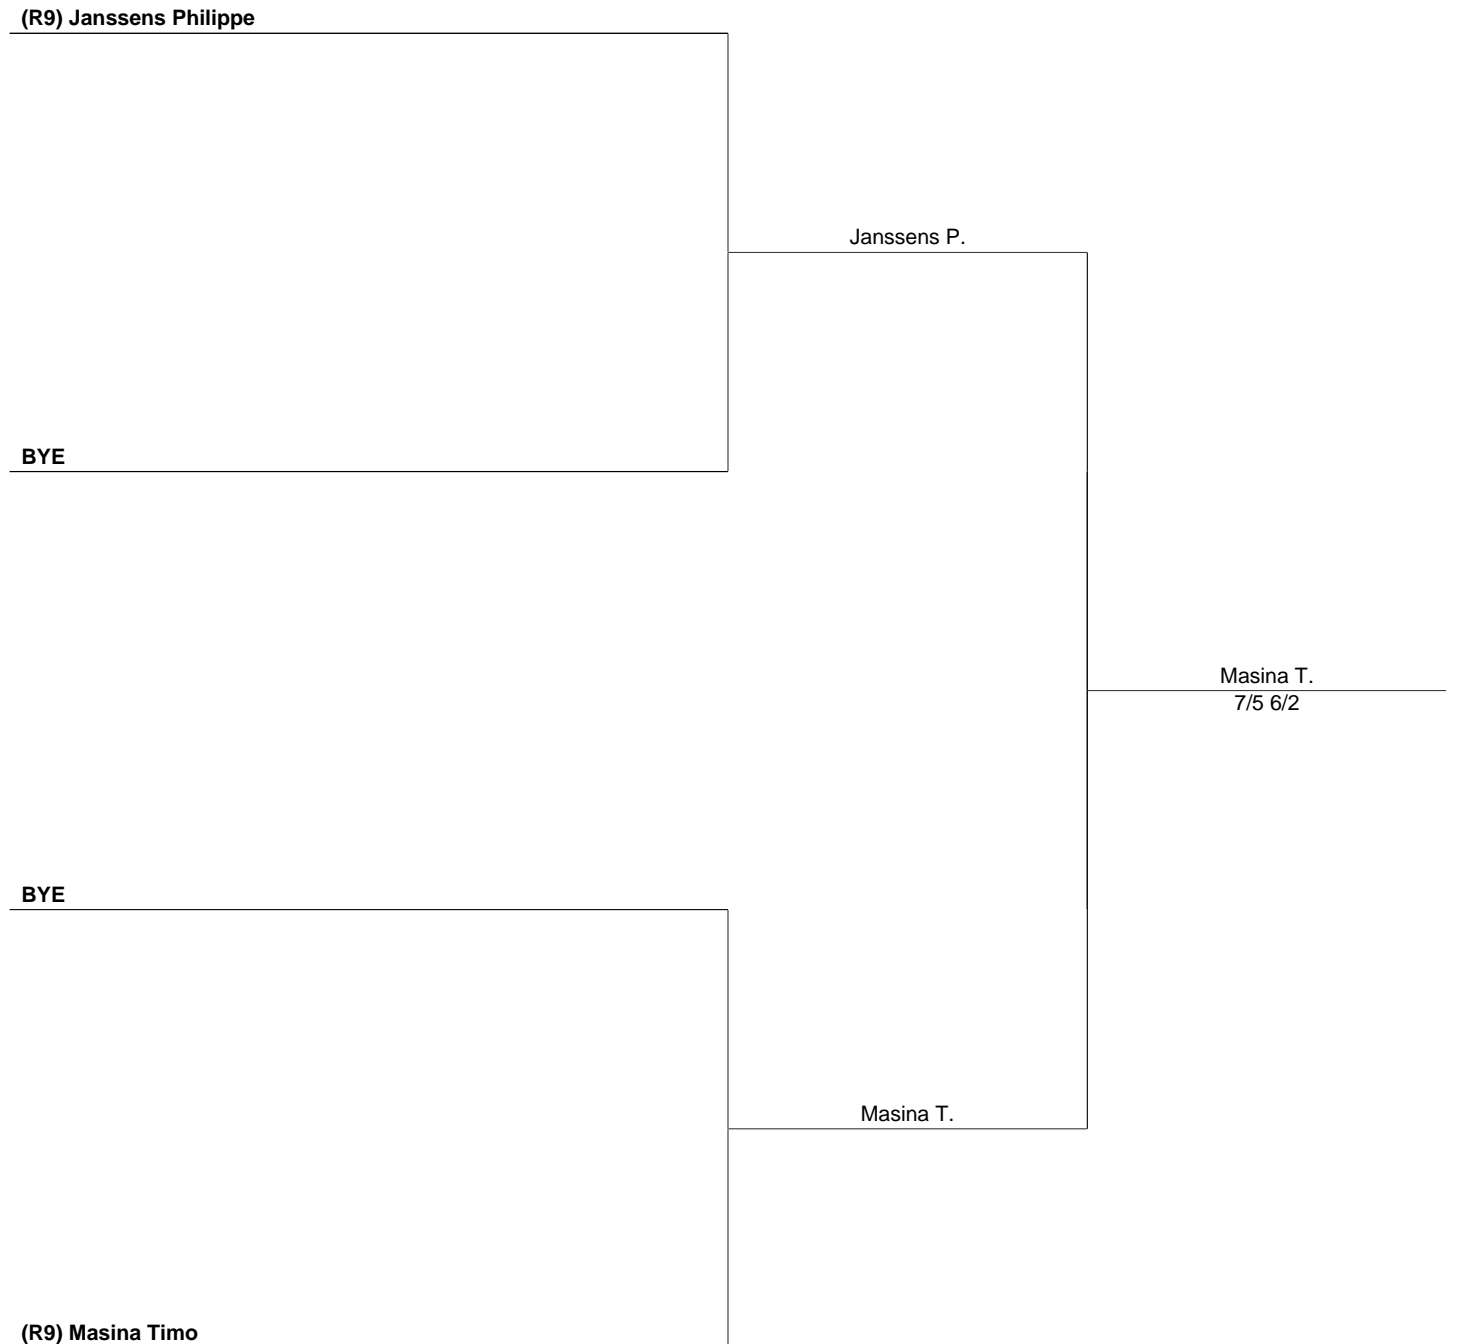 (R9) Janssens Philippe
Janssens P.
BYE
Masina T.
7/5 6/2
BYE
Masina T.
(R9) Masina Timo